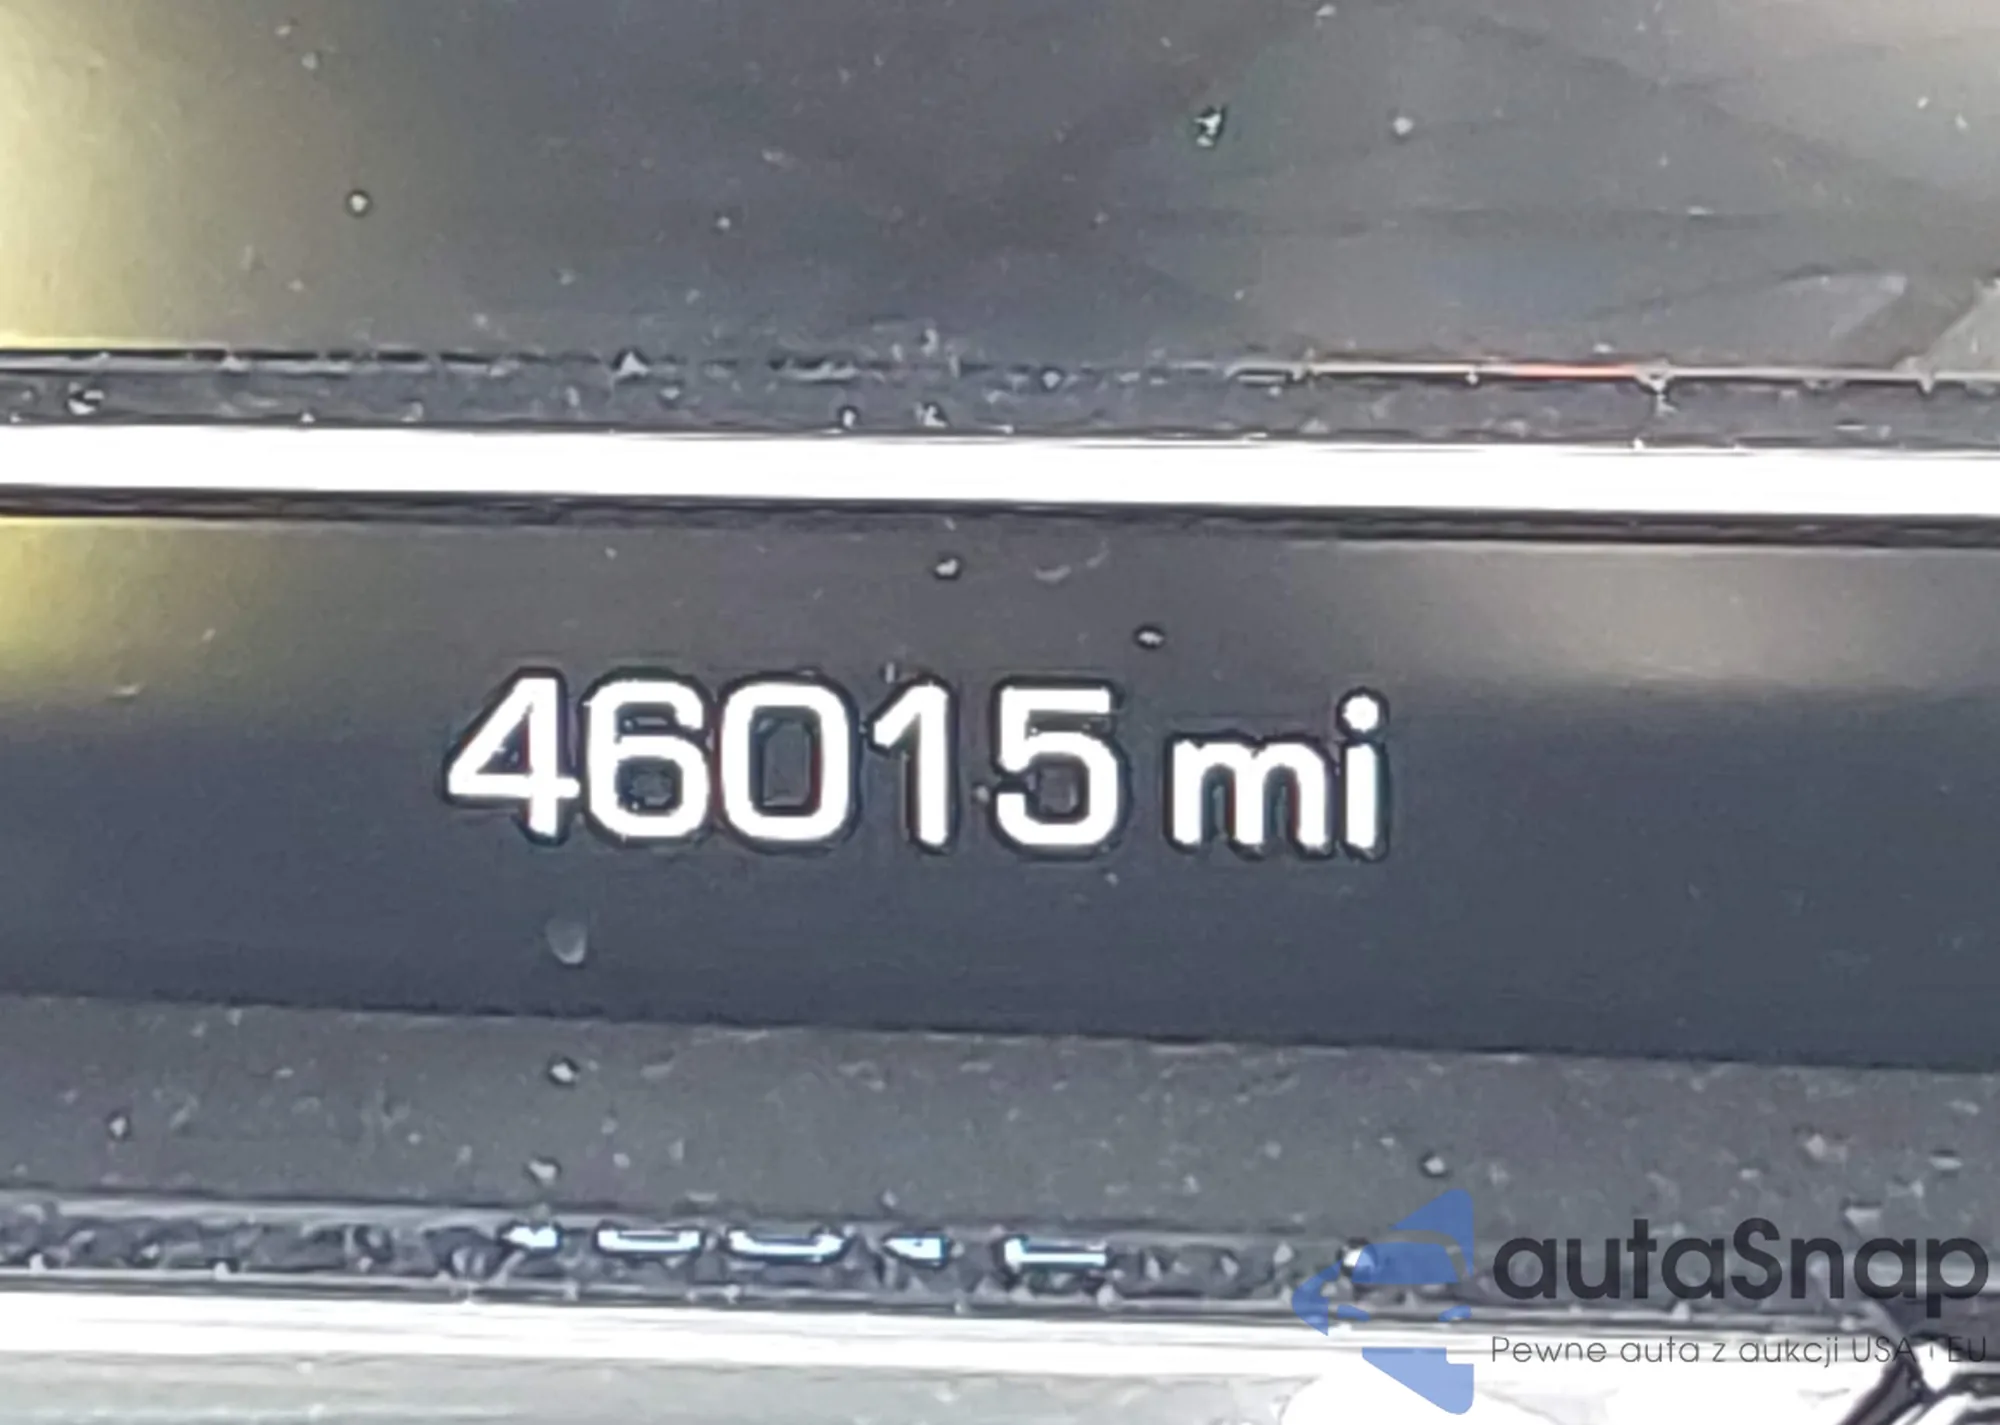 46015 mi
autaSnap
Pewne auta z aukcji USA i EU